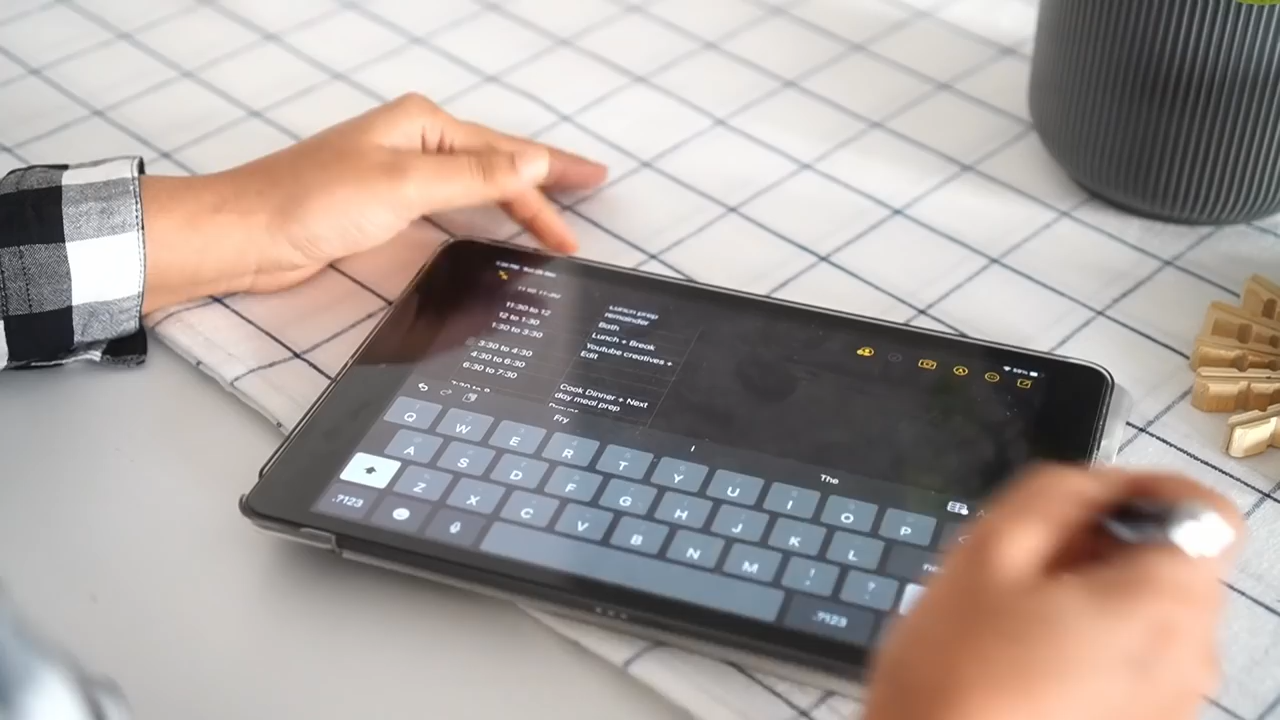 11:30 to 12
12 to 1:30
1:30 to 3:30
3:30 to 4:30
4:30 to 6:30
6:30 to 7:30
Lunch prep
remainder
Bath
Lunch + Break
Youtube creatives +
Edit
Cook Dinner + Next
day meal prep
59%
Fry I The
Q W E R T Y U I O P
A S D F G H J K L
Z X C V B N M ! ?
.?123 .?123